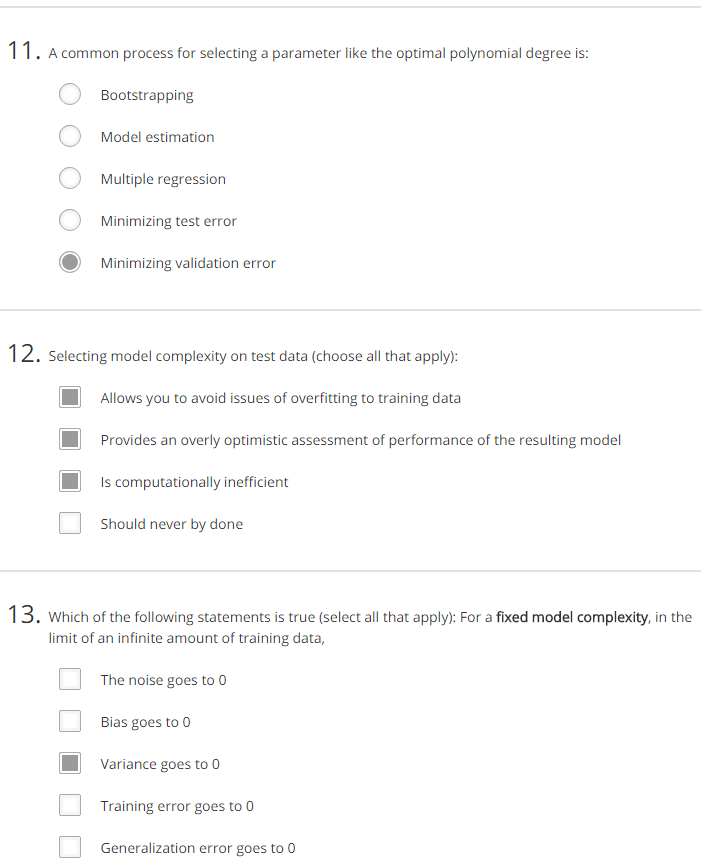 11. A common process for selecting a parameter like the optimal polynomial degree is:
Bootstrapping
Model estimation
Multiple regression
Minimizing test error
Minimizing validation error
12. Selecting model complexity on test data (choose all that apply):
Allows you to avoid issues of overfitting to training data
Provides an overly optimistic assessment of performance of the resulting model
Is computationally inefficient
Should never by done
13. Which of the following statements is true (select all that apply): For a fixed model complexity, in the
limit of an infinite amount of training data,
The noise goes to 0
Bias goes to 0
Variance goes to 0
Training error goes to 0
Generalization error goes to 0